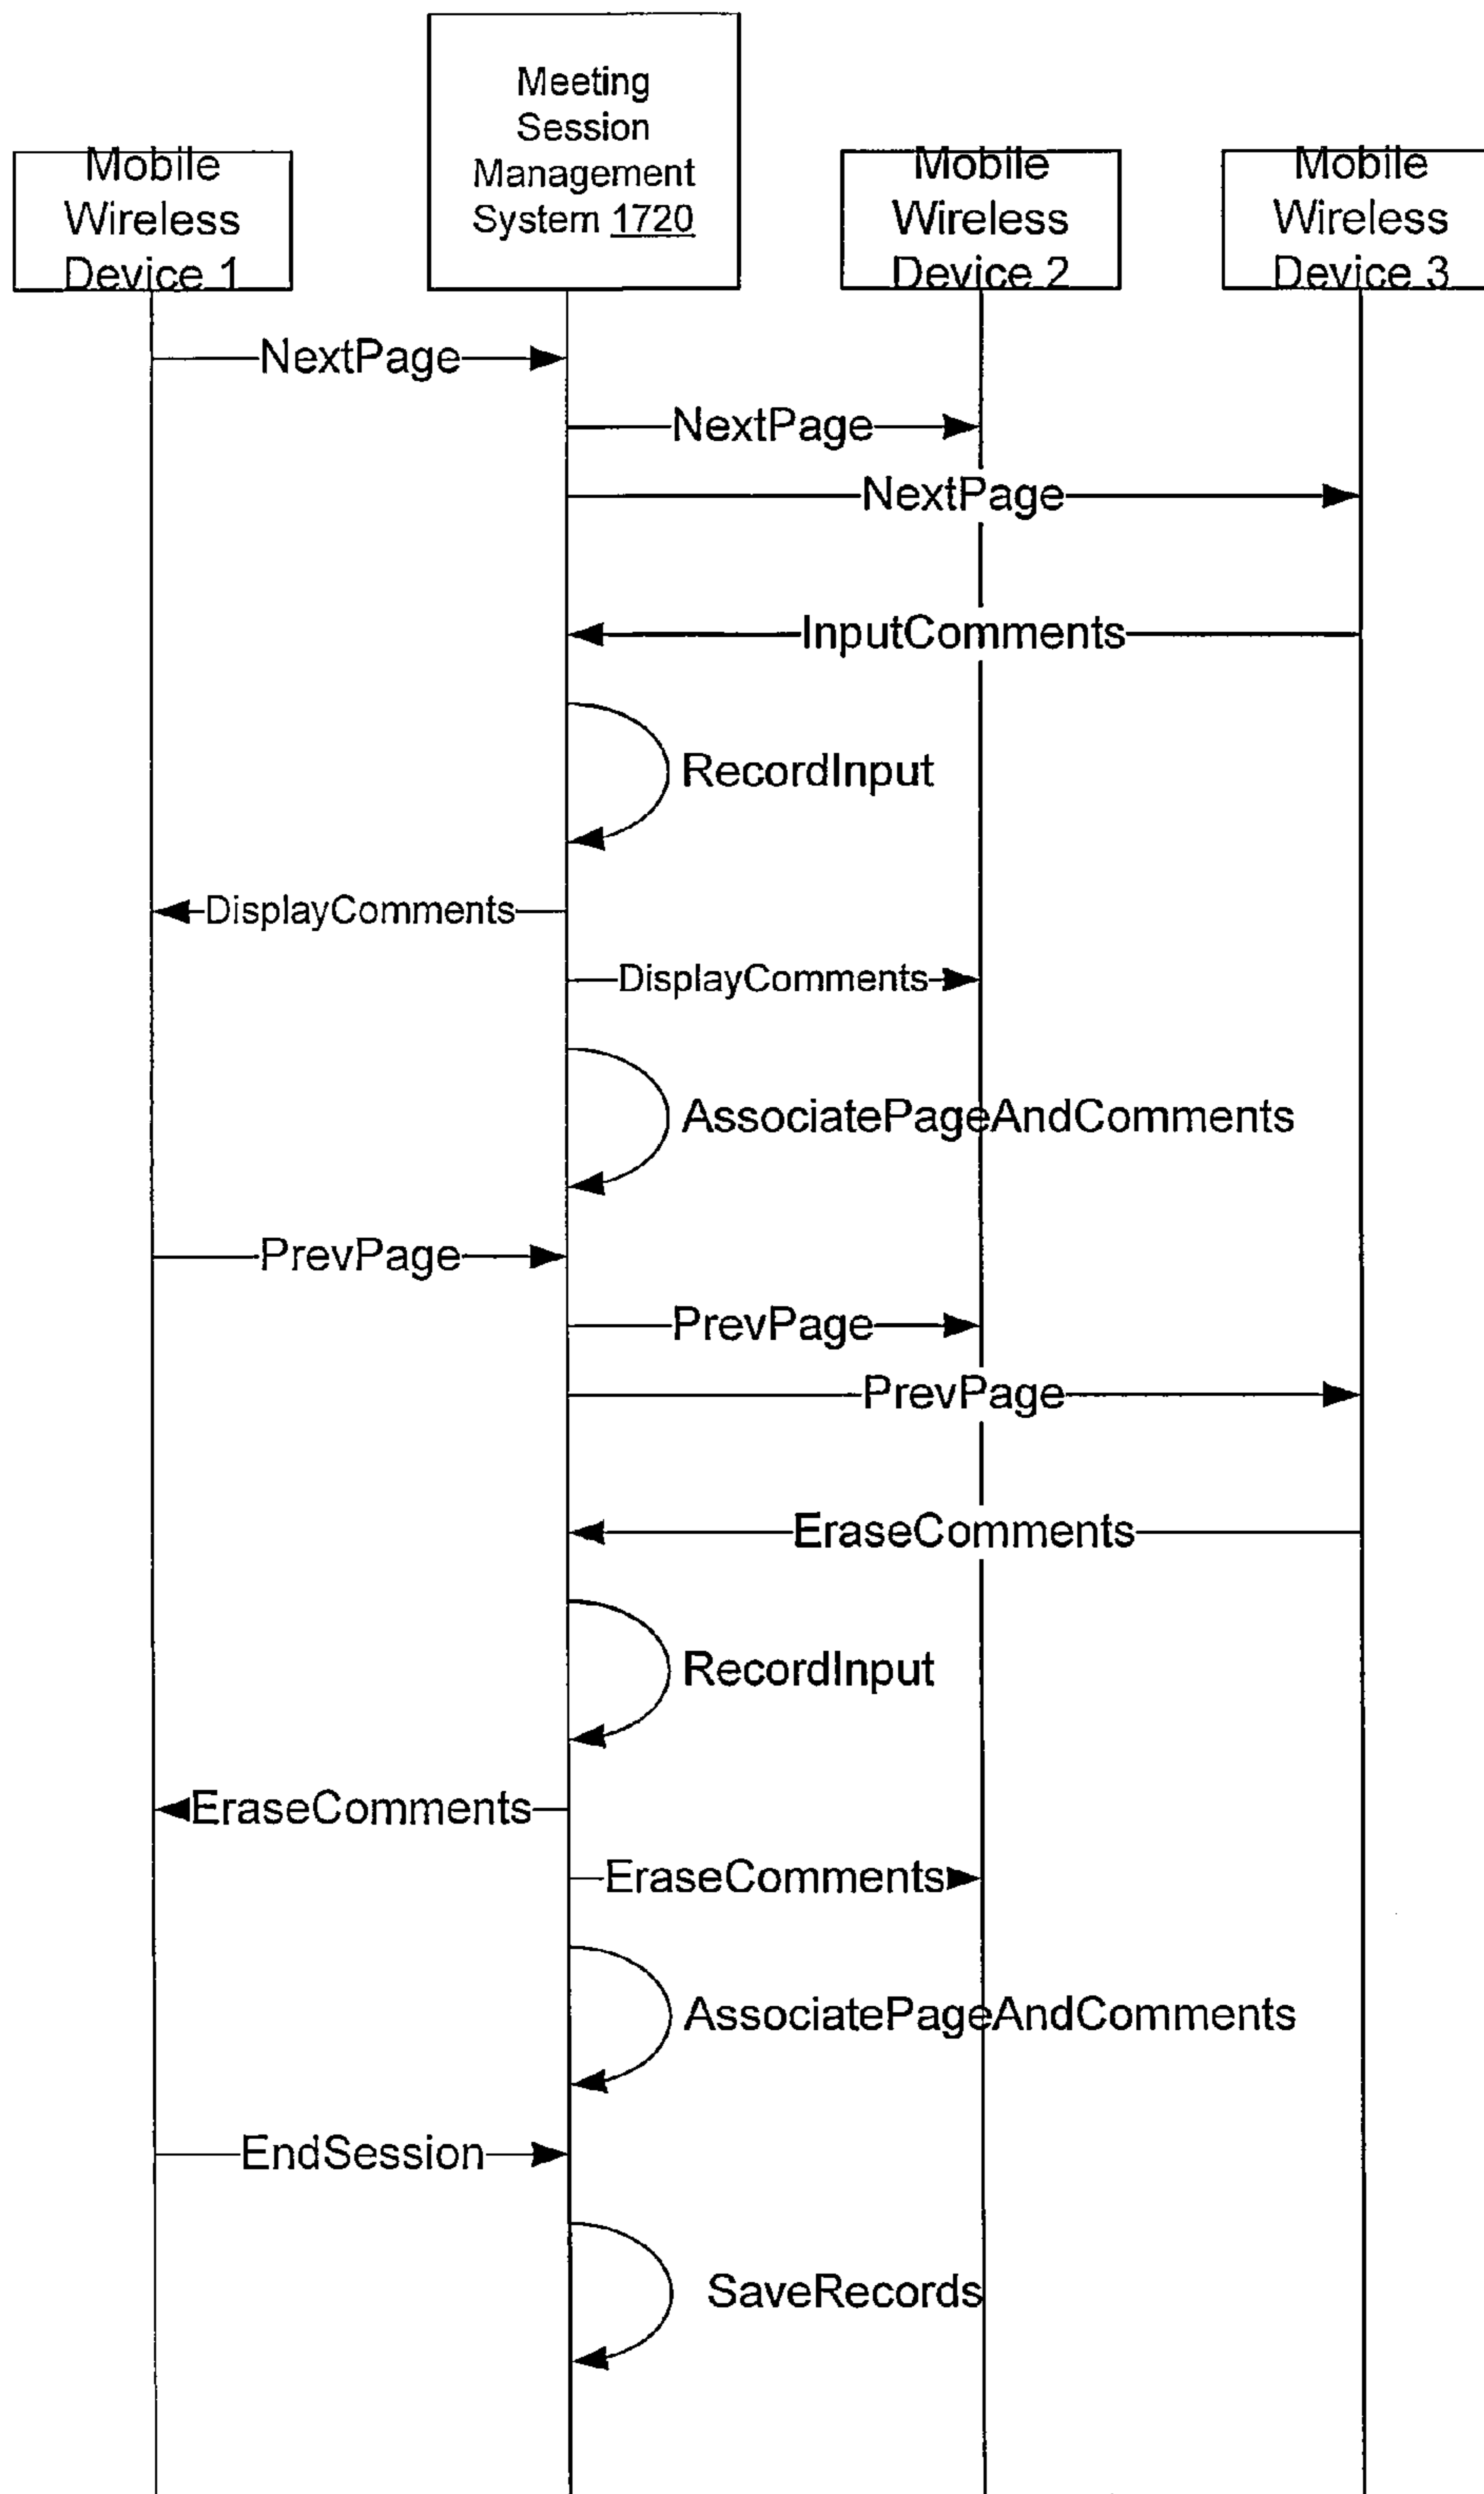 Mobile
Wireless
Device 1
Meeting
Session
Management
System 1720
Mobile
Wireless
Device 2
Mobile
Wireless
Device 3
NextPage
NextPage
NextPage
InputComments
RecordInput
DisplayComments
DisplayComments
AssociatePageAndComments
PrevPage
PrevPage
PrevPage
EraseComments
RecordInput
EraseComments
EraseComments
AssociatePageAndComments
EndSession
SaveRecords